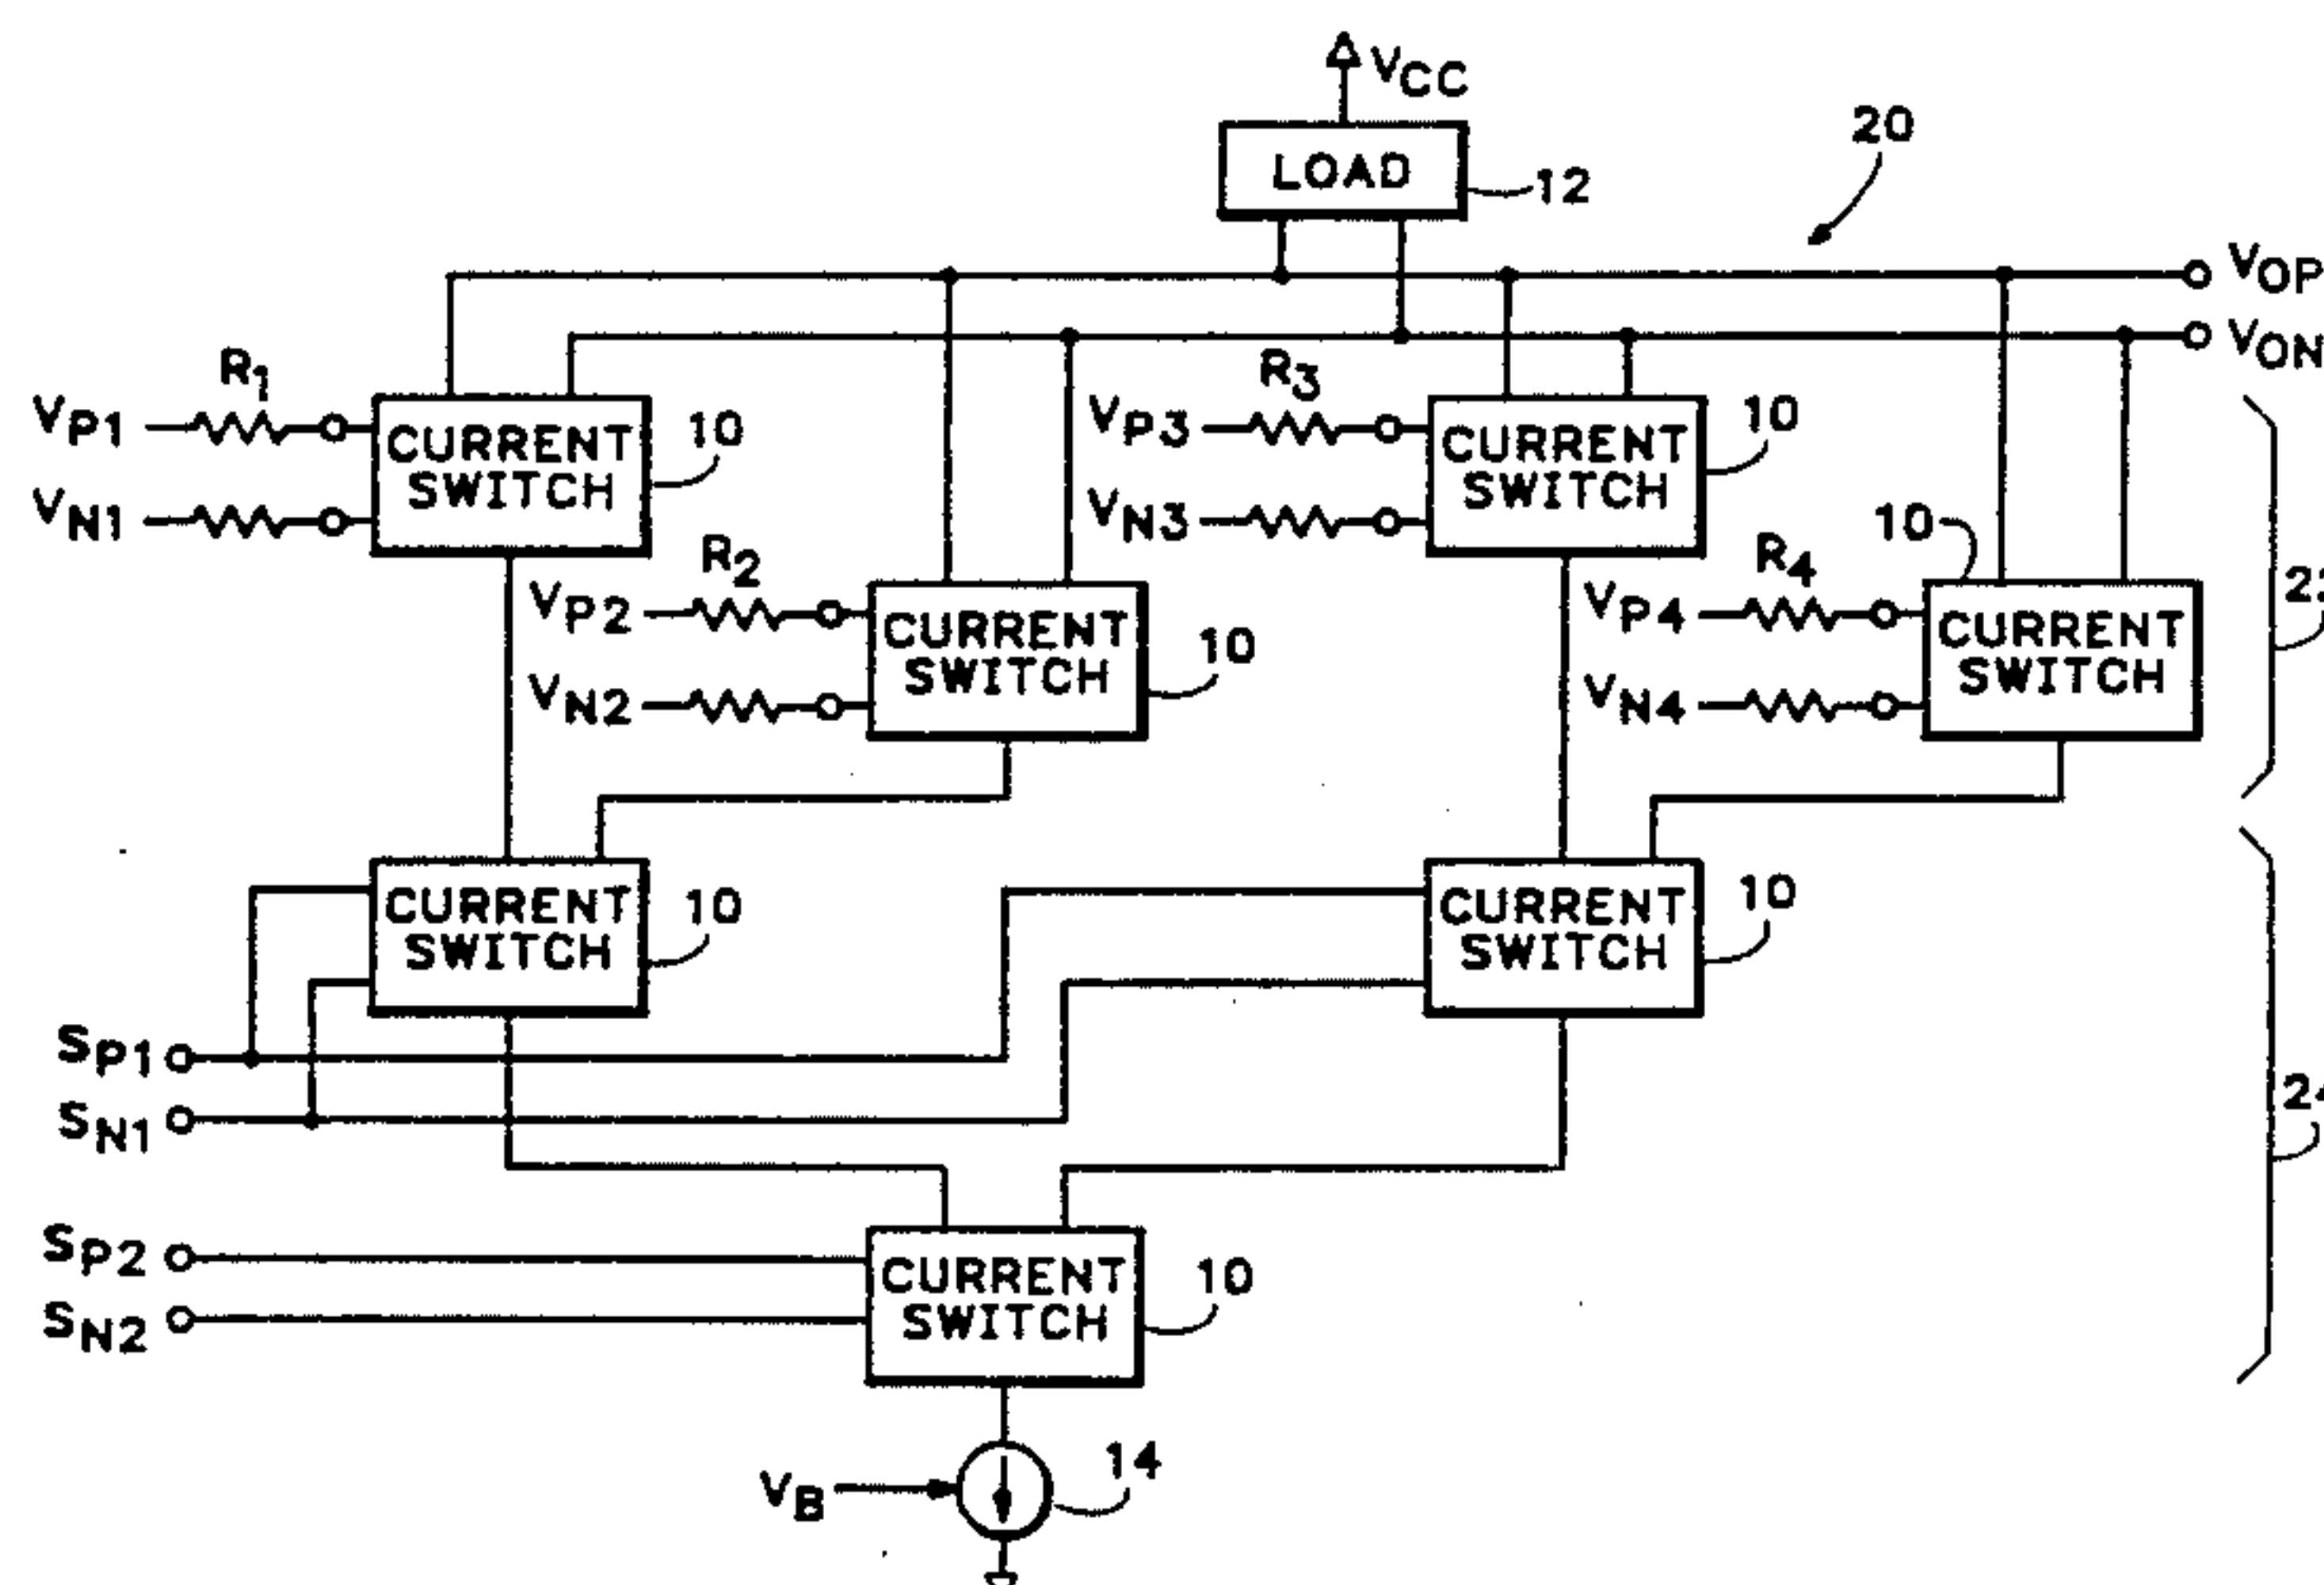 VCC
LOAD
12
20
VOP
VON
R1
VP1
VN1
CURRENT
SWITCH
10
R3
VP3
VN3
CURRENT
SWITCH
10
R2
VP2
VN2
CURRENT
SWITCH
10
R4
VP4
VN4
10
CURRENT
SWITCH
CURRENT
SWITCH
10
CURRENT
SWITCH
10
SP1
SN1
24
SP2
SN2
CURRENT
SWITCH
10
VB
14